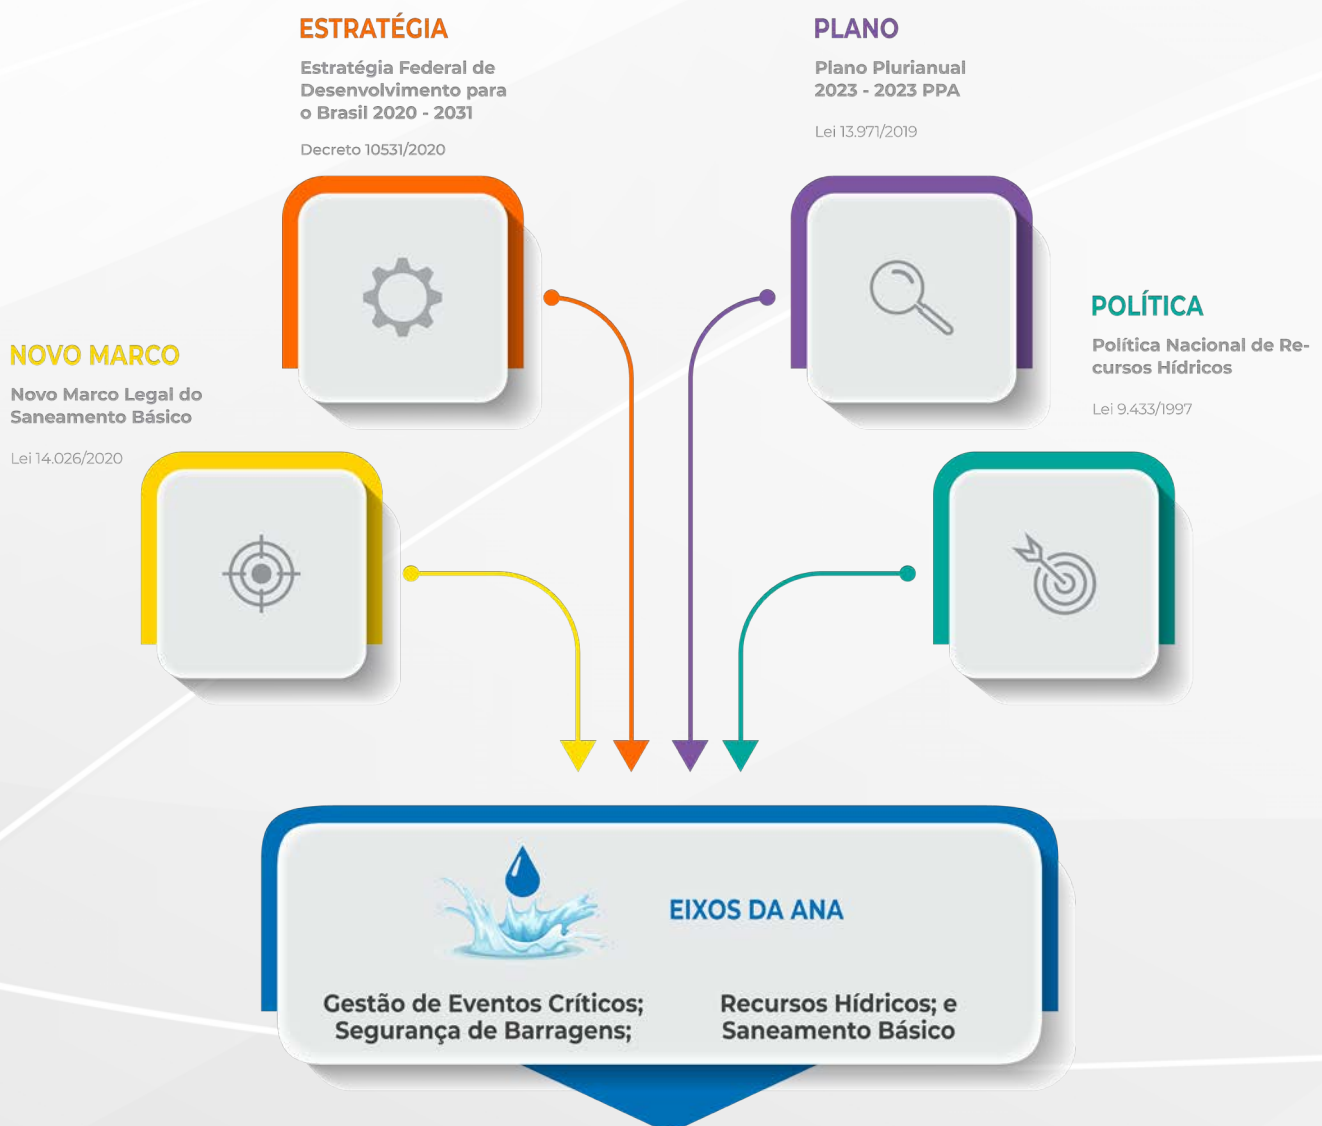 ESTRATÉGIA
Estratégia Federal de
Desenvolvimento para
o Brasil 2020 - 2031
Decreto 10531/2020
PLANO
Plano Plurianual
2023 - 2023 PPA
Lei 13.971/2019
NOVO MARCO
Novo Marco Legal do
Saneamento Básico
Lei 14.026/2020
POLÍTICA
Política Nacional de Re-
cursos Hídricos
Lei 9.433/1997
EIXOS DA ANA
Gestão de Eventos Críticos;
Segurança de Barragens;
Recursos Hídricos; e
Saneamento Básico